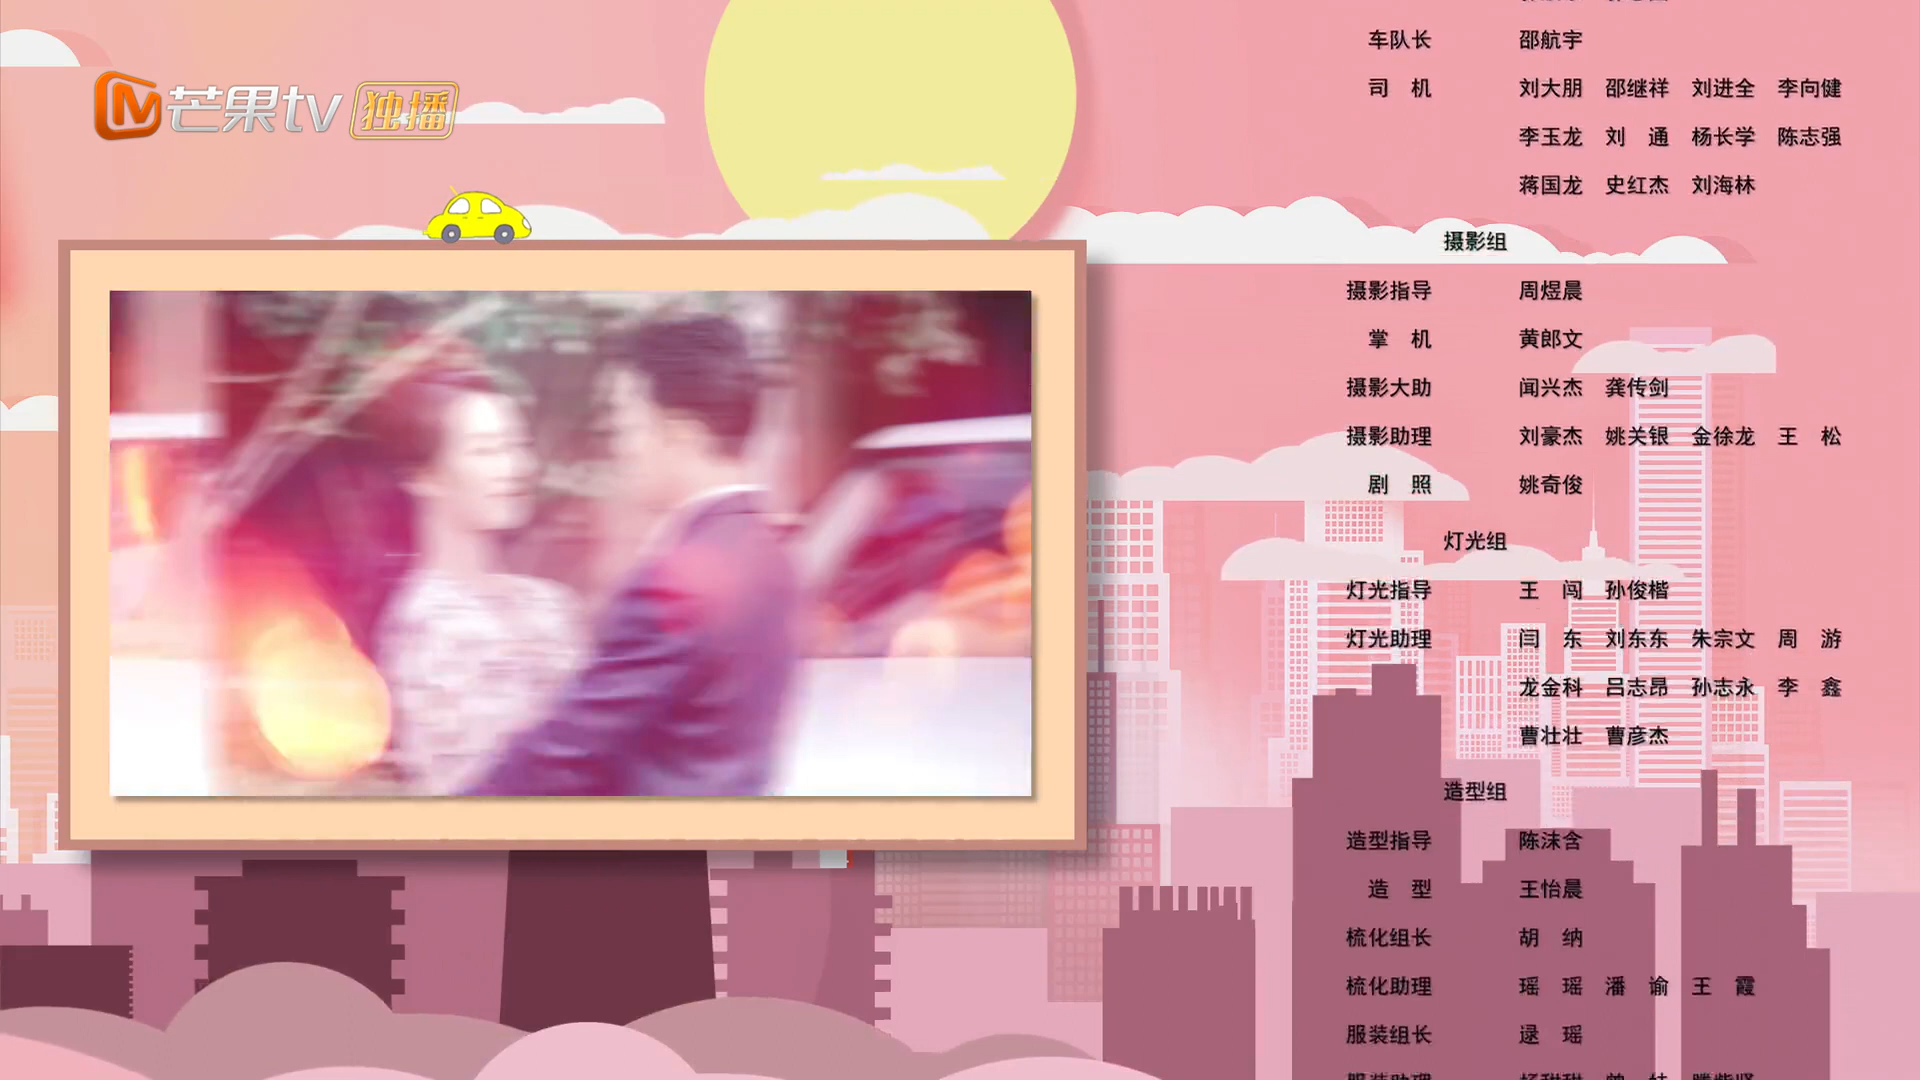 芒果tv 独播
车队长 邵航宇
司 机 刘大朋 邵继祥 刘进全 李向健
李玉龙 刘 通 杨长学 陈志强
蒋国龙 史红杰 刘海林
摄影组
摄影指导 周煜晨
掌 机 黄郎文
摄影大助 闻兴杰 龚传剑
摄影助理 刘豪杰 姚关银 金徐龙 王 松
剧 照 姚奇俊
灯光组
灯光指导 王 闯 孙俊楷
灯光助理 闫 东 刘东东 朱宗文 周 游
龙金科 吕志昂 孙志永 李 鑫
曹壮壮 曹彦杰
造型组
造型指导 陈沫含
造 型 王怡晨
梳化组长 胡 纳
梳化助理 瑶 瑶 潘 谕 王 霞
服装组长 逯 瑶